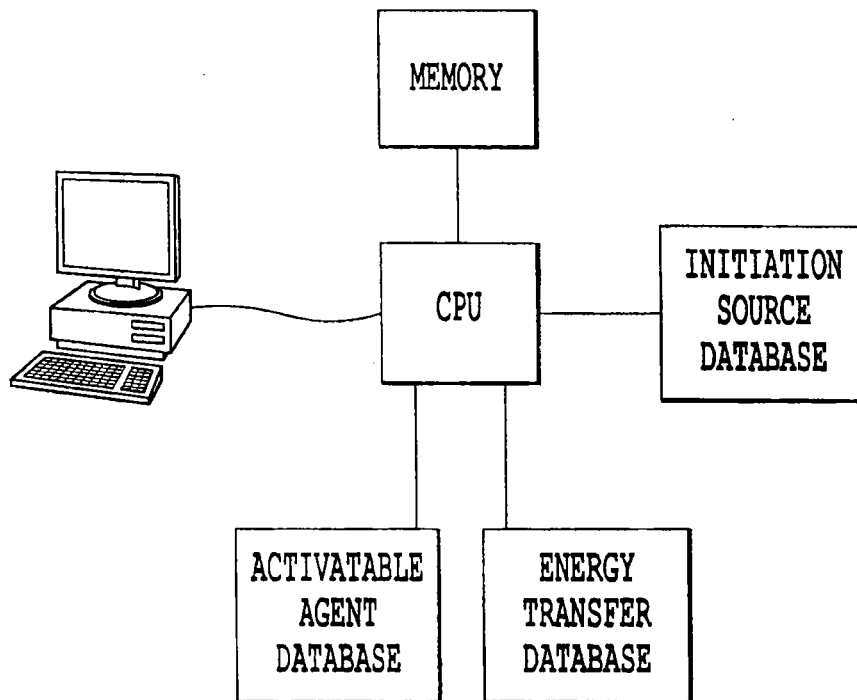 MEMORY
CPU
INITIATION
SOURCE
DATABASE
ACTIVATABLE
AGENT
DATABASE
ENERGY
TRANSFER
DATABASE